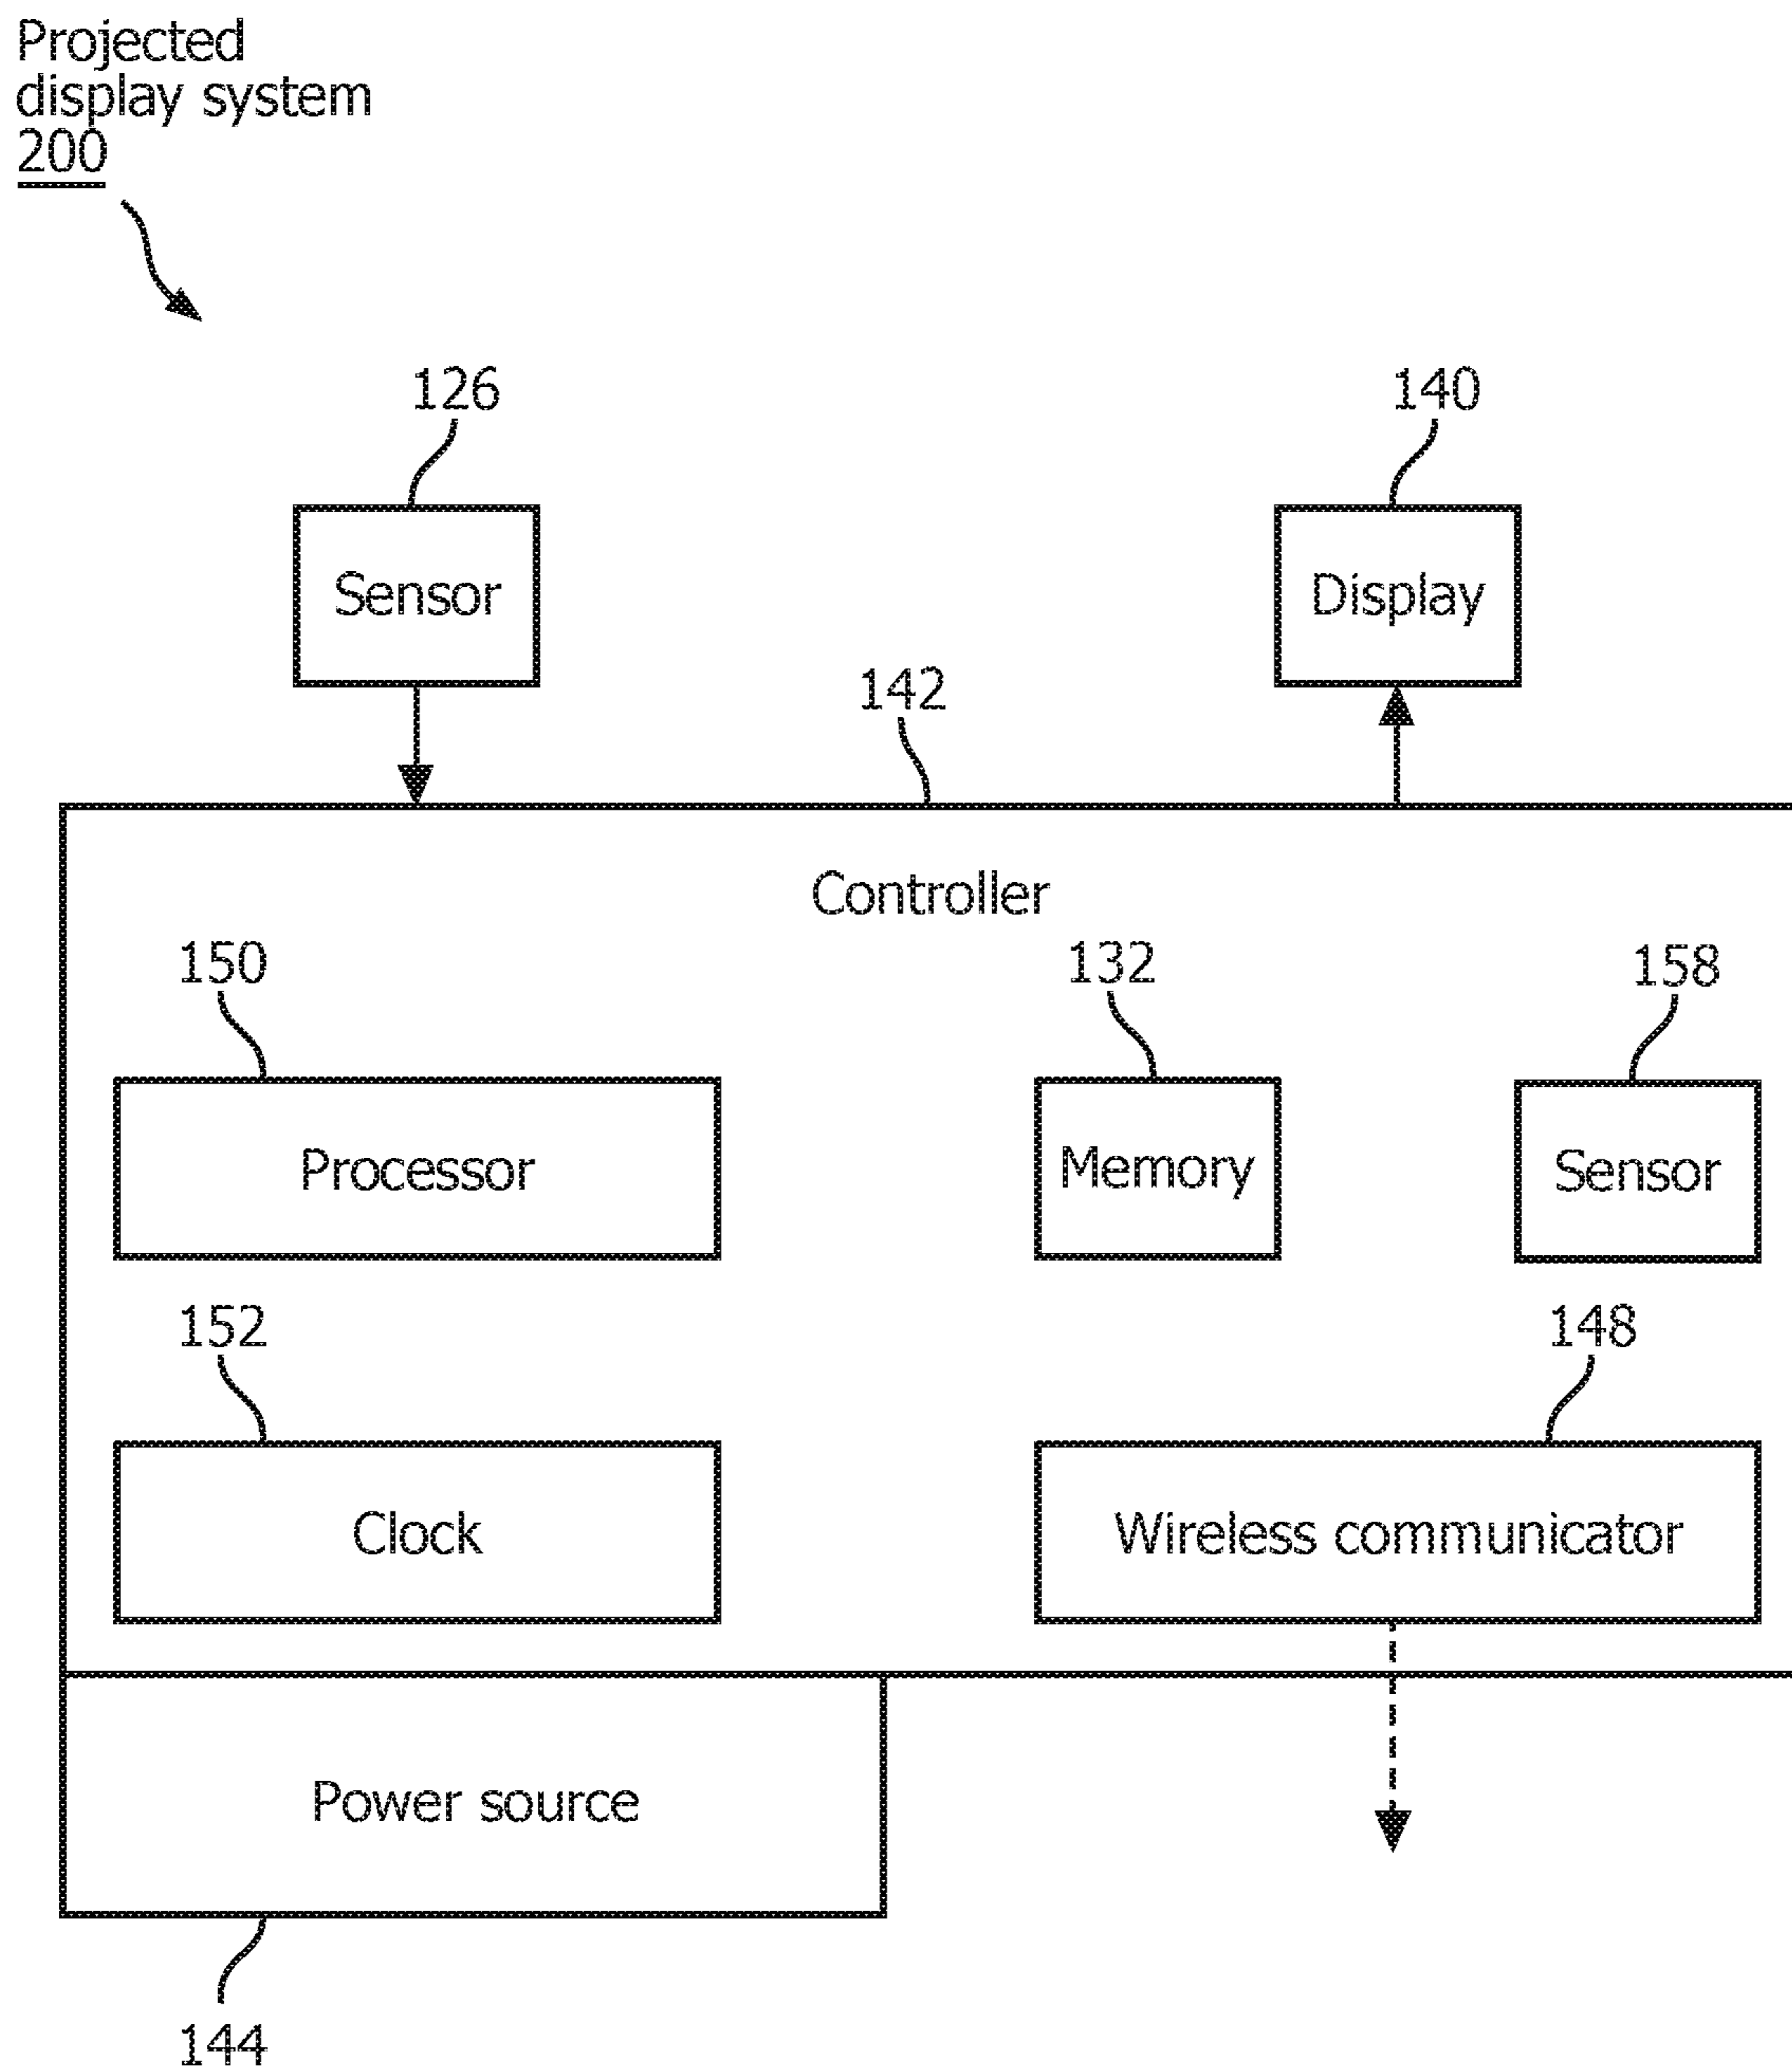 Projected
display system
200
126
140
Sensor
Display
142
Controller
150
132
158
Processor
Memory
Sensor
152
148
Clock
Wireless communicator
Power source
144